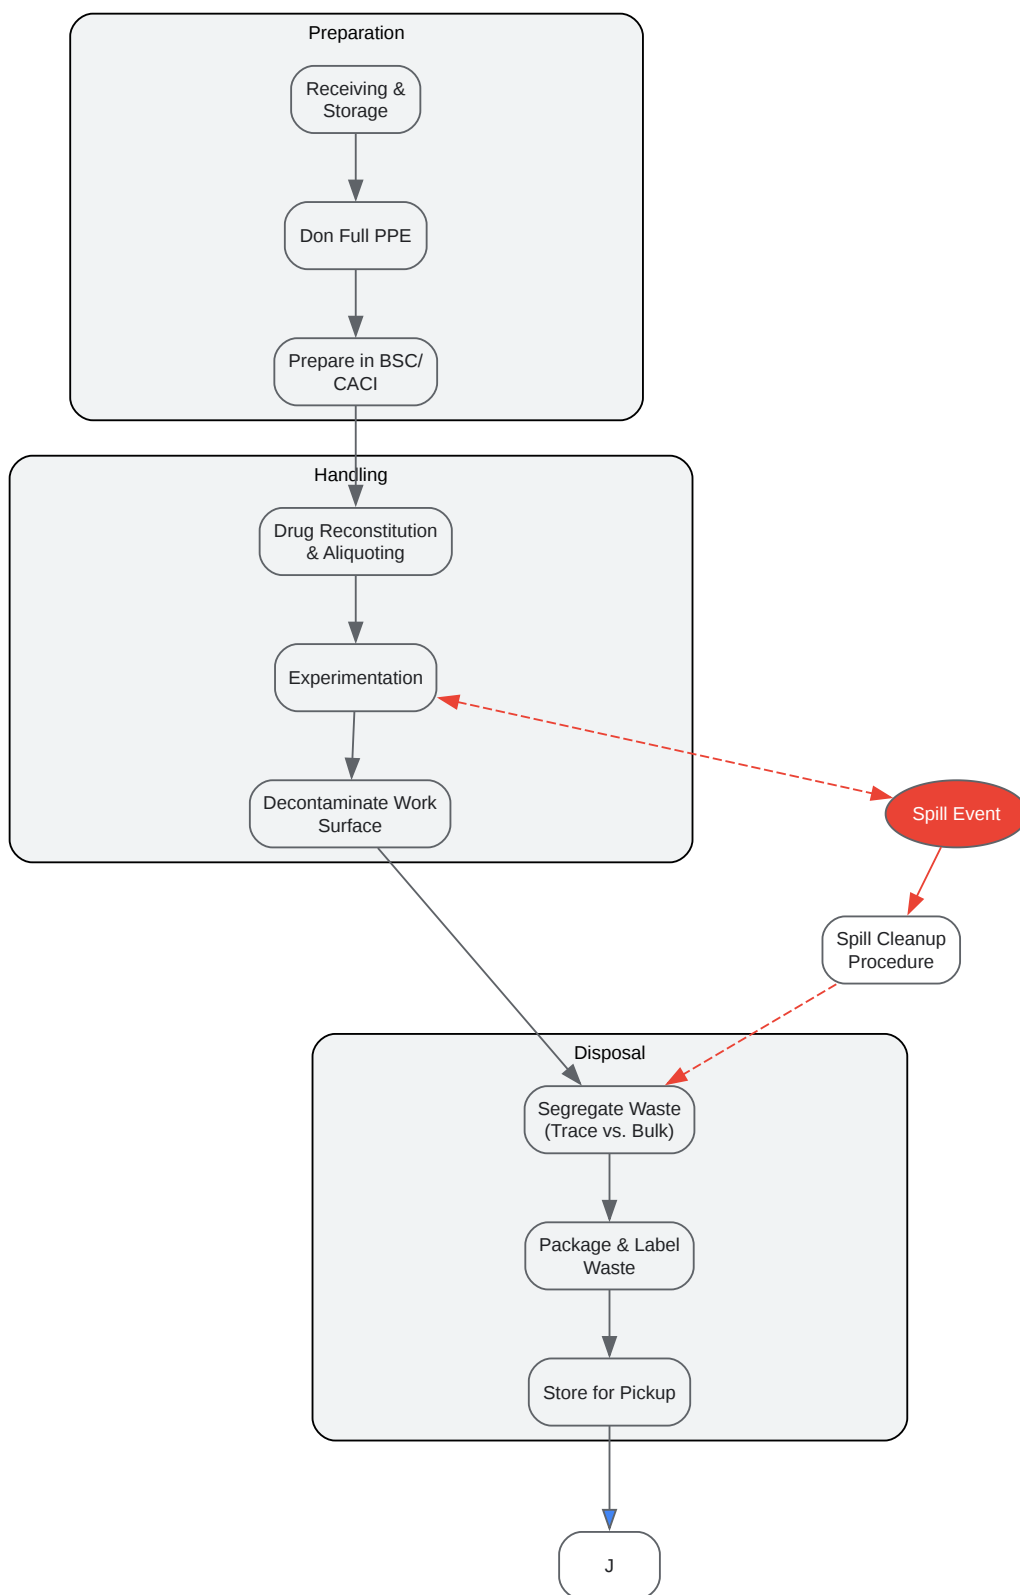 Preparation
Receiving &
Storage
Don Full PPE
Prepare in BSC/
CACI
Handling
Drug Reconstitution
& Aliquoting
Experimentation
Decontaminate Work
Surface
Spill Event
Spill Cleanup
Procedure
Disposal
Segregate Waste
(Trace vs. Bulk)
Package & Label
Waste
Store for Pickup
J